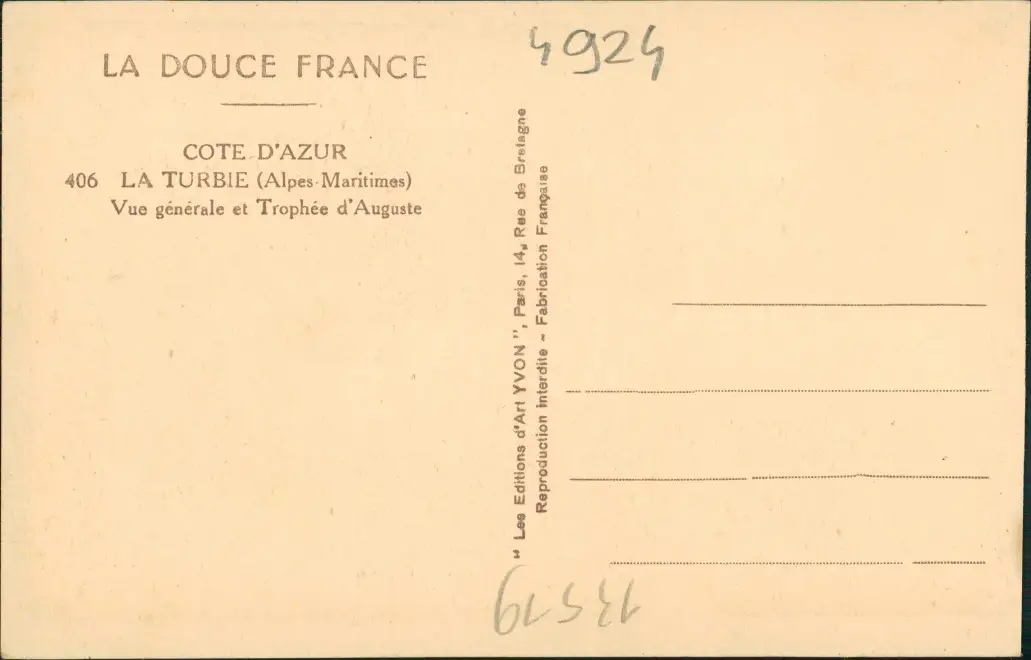 LA DOUCE FRANCE
COTE D'AZUR
406 LA TURBIE (Alpes-Maritimes)
Vue générale et Trophée d'Auguste
4924
" Les Editions d'Art YVON ", Paris, 14, Rue de Bretagne
Reproduction Interdite ~ Fabrication Française